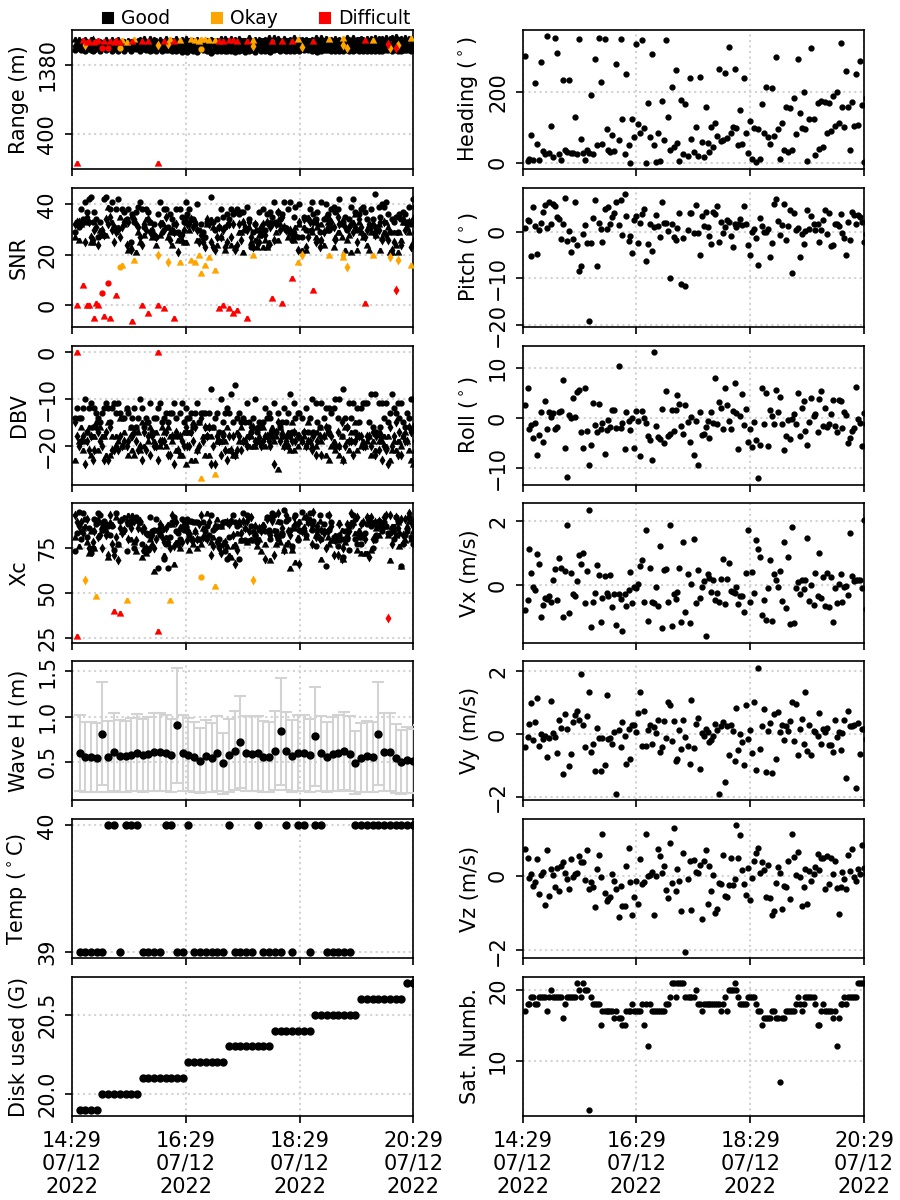 Good Okay Difficult
Range (m)
1380
400
Heading (°)
200
0
SNR
40
20
0
Pitch (°)
0
−10
−20
DBV
0
−10
−20
Roll (°)
10
0
−10
Xc
75
50
25
Vx (m/s)
2
0
Wave H (m)
1.5
1.0
0.5
Vy (m/s)
2
0
−2
Temp (°C)
40
39
Vz (m/s)
0
−2
Disk used (G)
20.5
20.0
Sat. Numb.
20
10
14:29 16:29 18:29 20:29
07/12 07/12 07/12 07/12
2022 2022 2022 2022
14:29 16:29 18:29 20:29
07/12 07/12 07/12 07/12
2022 2022 2022 2022